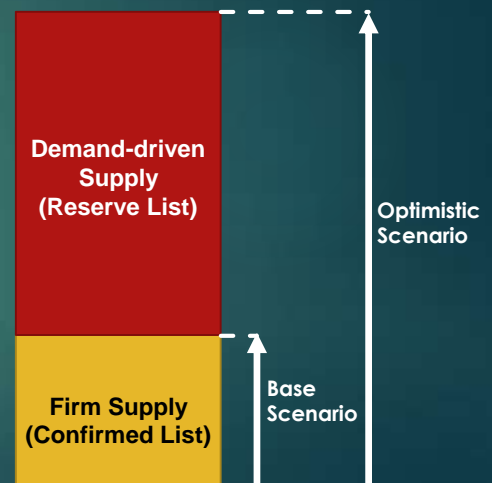 Demand-driven
Supply
(Reserve List)
Optimistic
Scenario
Base
Scenario
Firm Supply
(Confirmed List)